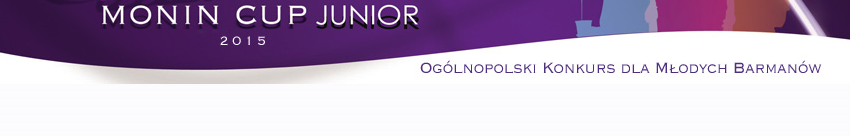 MONIN CUP JUNIOR
2015
OGÓLNOPOLSKI KONKURS DLA MŁODYCH BARMANÓW